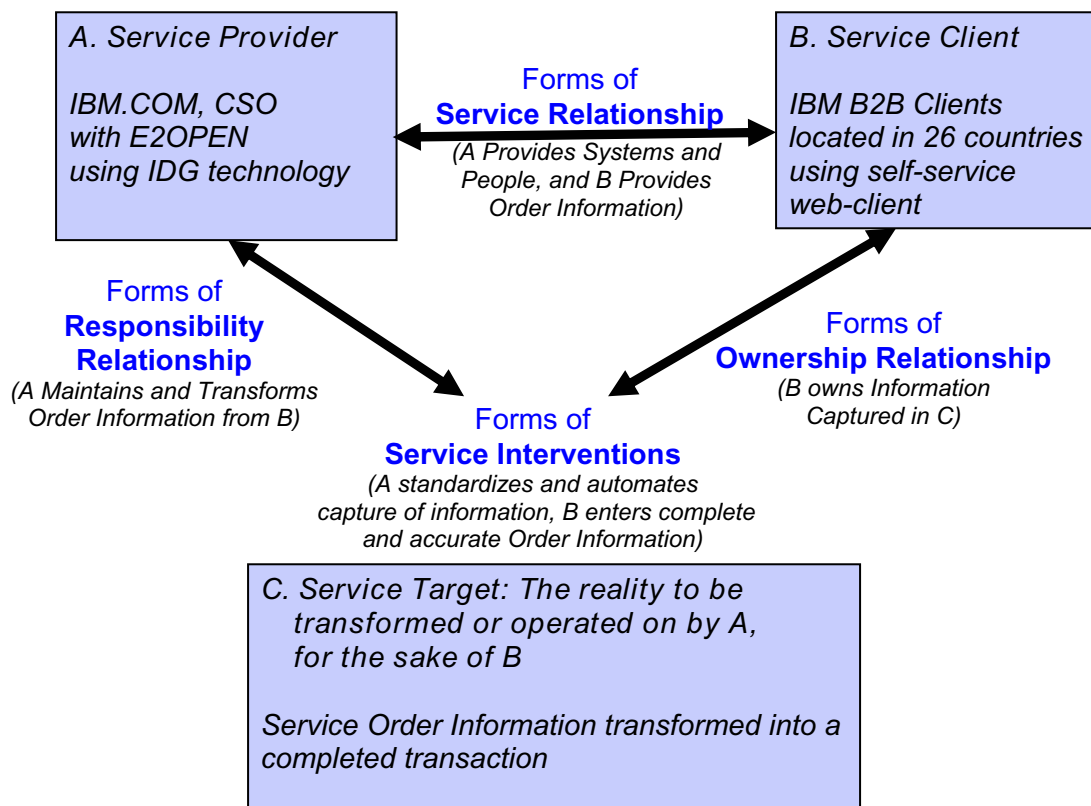 A. Service Provider
IBM.COM, CSO
with E2OPEN
using IDG technology
Forms of
Service Relationship
(A Provides Systems and
People, and B Provides
Order Information)
B. Service Client
IBM B2B Clients
located in 26 countries
using self-service
web-client
Forms of
Responsibility
Relationship
(A Maintains and Transforms
Order Information from B)
Forms of
Ownership Relationship
(B owns Information
Captured in C)
Forms of
Service Interventions
(A standardizes and automates
capture of information, B enters complete
and accurate Order Information)
C. Service Target: The reality to be
transformed or operated on by A,
for the sake of B
Service Order Information transformed into a
completed transaction